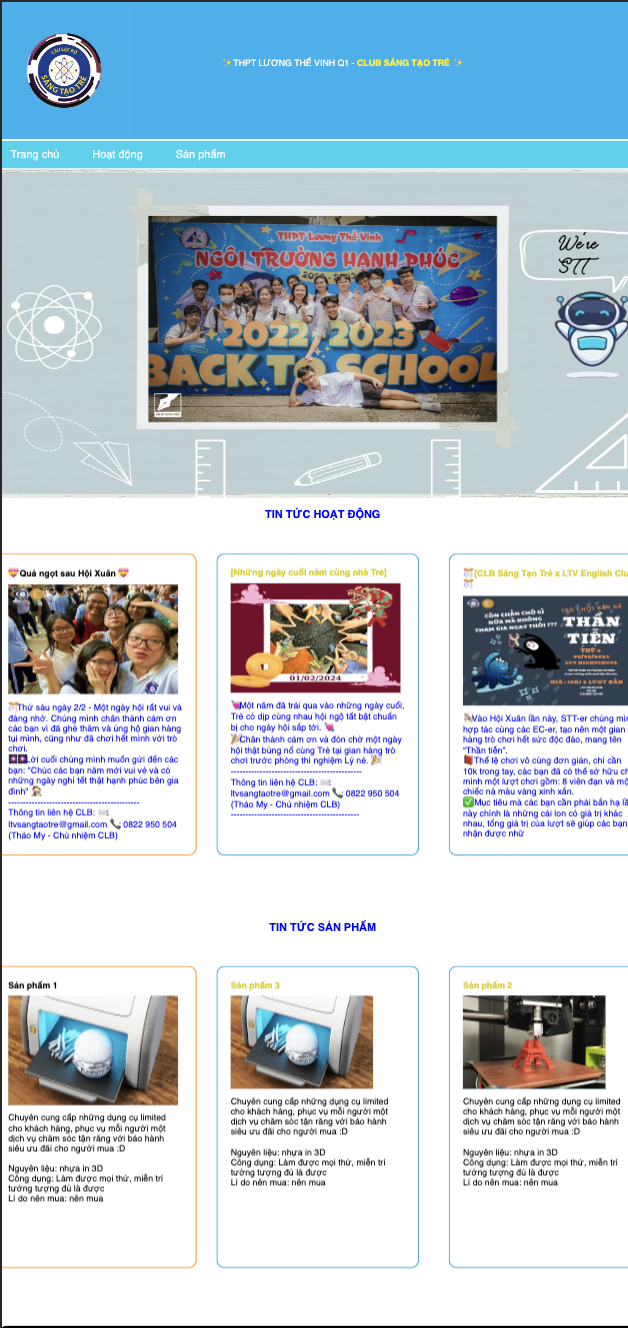 CÂU LẠC BỘ
SÁNG TẠO TRẺ
✨THPT LƯƠNG THẾ VINH Q1 - CLUB SÁNG TẠO TRẺ ✨
Trang chủ Hoạt động Sản phẩm
THPT Lương Thế Vinh
NGÔI TRƯỜNG HẠNH PHÚC
2022 2023
BACK TO SCHOOL
We're
STT
TIN TỨC HOẠT ĐỘNG
💝Quả ngọt sau Hội Xuân 💝
🎊Thứ sáu ngày 2/2 - Một ngày hội rất vui và
đáng nhớ. Chúng mình chân thành cảm ơn
các bạn vì đã ghé thăm và ủng hộ gian hàng
tụi mình, cũng như đã chơi hết mình với trò
chơi.
🎆🎆Lời cuối chúng mình muốn gửi đến các
bạn: "Chúc các bạn năm mới vui vẻ và có
những ngày nghỉ tết thật hạnh phúc bên gia
đình" 🏠
---------------------------------------------
Thông tin liên hệ CLB: 📨
ltvsangtaotre@gmail.com 📞 0822 950 504
(Thảo My - Chủ nhiệm CLB)
[Những ngày cuối năm cùng nhà Trẻ]
01/02/2024
💘Một năm đã trải qua vào những ngày cuối,
Trẻ có dịp cùng nhau hội ngộ tất bật chuẩn
bị cho ngày hội sắp tới. 💘
🎉Chân thành cảm ơn và đón chờ một ngày
hội thật bùng nổ cùng Trẻ tại gian hàng trò
chơi trước phòng thí nghiệm Lý nè. 🎉
---------------------------------------------
Thông tin liên hệ CLB: 📨
ltvsangtaotre@gmail.com 📞 0822 950 504
(Thảo My - Chủ nhiệm CLB)
--------------------------------------------
🎊[CLB Sáng Tạo Trẻ x LTV English Clu
🎊
CÒN CHẦN CHỜ GÌ
NỮA MÀ KHÔNG
THAM GIA NGAY THÔI ???
THẦN
TIỄN
THỨ 6
02/02/2024
LTV HIGHSCHOOL
🎠Vào Hội Xuân lần này, STT-er chúng mìn
hợp tác cùng các EC-er, tạo nên một gian
hàng trò chơi hết sức độc đáo, mang tên
"Thần tiễn".
🧧Thể lệ chơi vô cùng đơn giản, chỉ cần
10k trong tay, các bạn đã có thể sở hữu ch
mình một lượt chơi gồm: 8 viên đạn và mộ
chiếc ná màu vàng xinh xắn.
✅Mục tiêu mà các bạn cần phải bắn hạ lầ
này chính là những cái lon có giá trị khác
nhau, tổng giá trị của lượt sẽ giúp các bạn
nhận được nhữ
TIN TỨC SẢN PHẨM
Sản phẩm 1
Chuyên cung cấp những dụng cụ limited
cho khách hàng, phục vụ mỗi người một
dịch vụ chăm sóc tận răng với bảo hành
siêu ưu đãi cho người mua :D
Nguyên liệu: nhựa in 3D
Công dụng: Làm được mọi thứ, miễn trí
tưởng tượng đủ là được
Lí do nên mua: nên mua
Sản phẩm 3
Chuyên cung cấp những dụng cụ limited
cho khách hàng, phục vụ mỗi người một
dịch vụ chăm sóc tận răng với bảo hành
siêu ưu đãi cho người mua :D
Nguyên liệu: nhựa in 3D
Công dụng: Làm được mọi thứ, miễn trí
tưởng tượng đủ là được
Lí do nên mua: nên mua
Sản phẩm 2
Chuyên cung cấp những dụng cụ limited
cho khách hàng, phục vụ mỗi người một
dịch vụ chăm sóc tận răng với bảo hành
siêu ưu đãi cho người mua :D
Nguyên liệu: nhựa in 3D
Công dụng: Làm được mọi thứ, miễn trí
tưởng tượng đủ là được
Lí do nên mua: nên mua